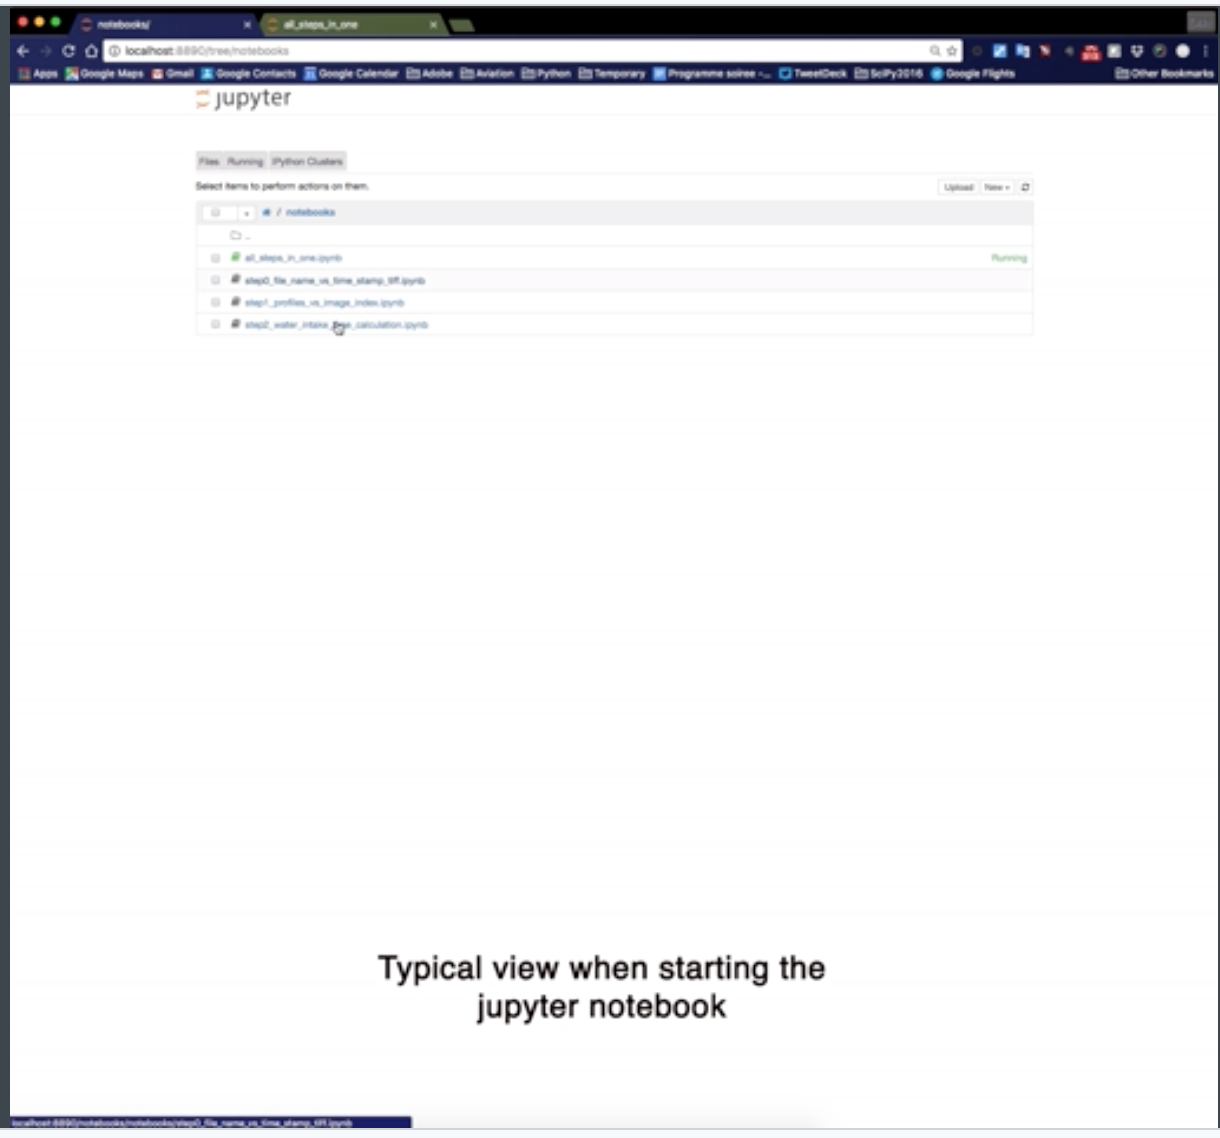 notebooks/ all_steps_in_one
localhost:8890/tree/notebooks
Apps Google Maps Gmail Google Contacts Google Calendar Adobe Aviation Python Temporary Programme soiree -... TweetDeck SciPy2016 Google Flights Other Bookmarks
jupyter
Files Running IPython Clusters
Select items to perform actions on them. Upload New
/ notebooks
..
all_steps_in_one.ipynb Running
step0_file_name_vs_time_stamp_tiff.ipynb
step1_profiles_vs_image_index.ipynb
step2_water_intake_ _calculation.ipynb
Typical view when starting the
jupyter notebook
localhost:8890/notebooks/notebooks/step0_file_name_vs_time_stamp_tiff.ipynb